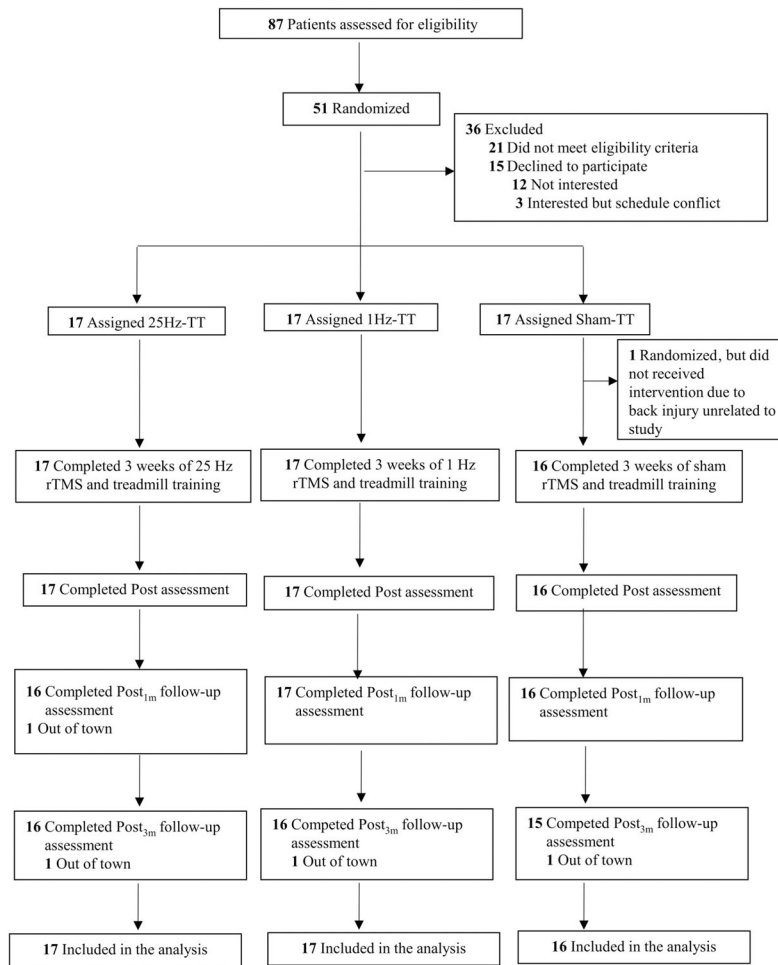 87 Patients assessed for eligibility
51 Randomized
36 Excluded
21 Did not meet eligibility criteria
15 Declined to participate
12 Not interested
3 Interested but schedule conflict
17 Assigned 25Hz-TT
17 Assigned 1Hz-TT
17 Assigned Sham-TT
1 Randomized, but did
not received
intervention due to
back injury unrelated to
study
17 Completed 3 weeks of 25 Hz
rTMS and treadmill training
17 Completed 3 weeks of 1 Hz
rTMS and treadmill training
16 Completed 3 weeks of sham
rTMS and treadmill training
17 Completed Post assessment
17 Completed Post assessment
16 Completed Post assessment
16 Completed Post1m follow-up
assessment
1 Out of town
17 Completed Post1m follow-up
assessment
16 Completed Post1m follow-up
assessment
16 Completed Post3m follow-up
assessment
1 Out of town
16 Competed Post3m follow-up
assessment
1 Out of town
15 Competed Post3m follow-up
assessment
1 Out of town
17 Included in the analysis
17 Included in the analysis
16 Included in the analysis